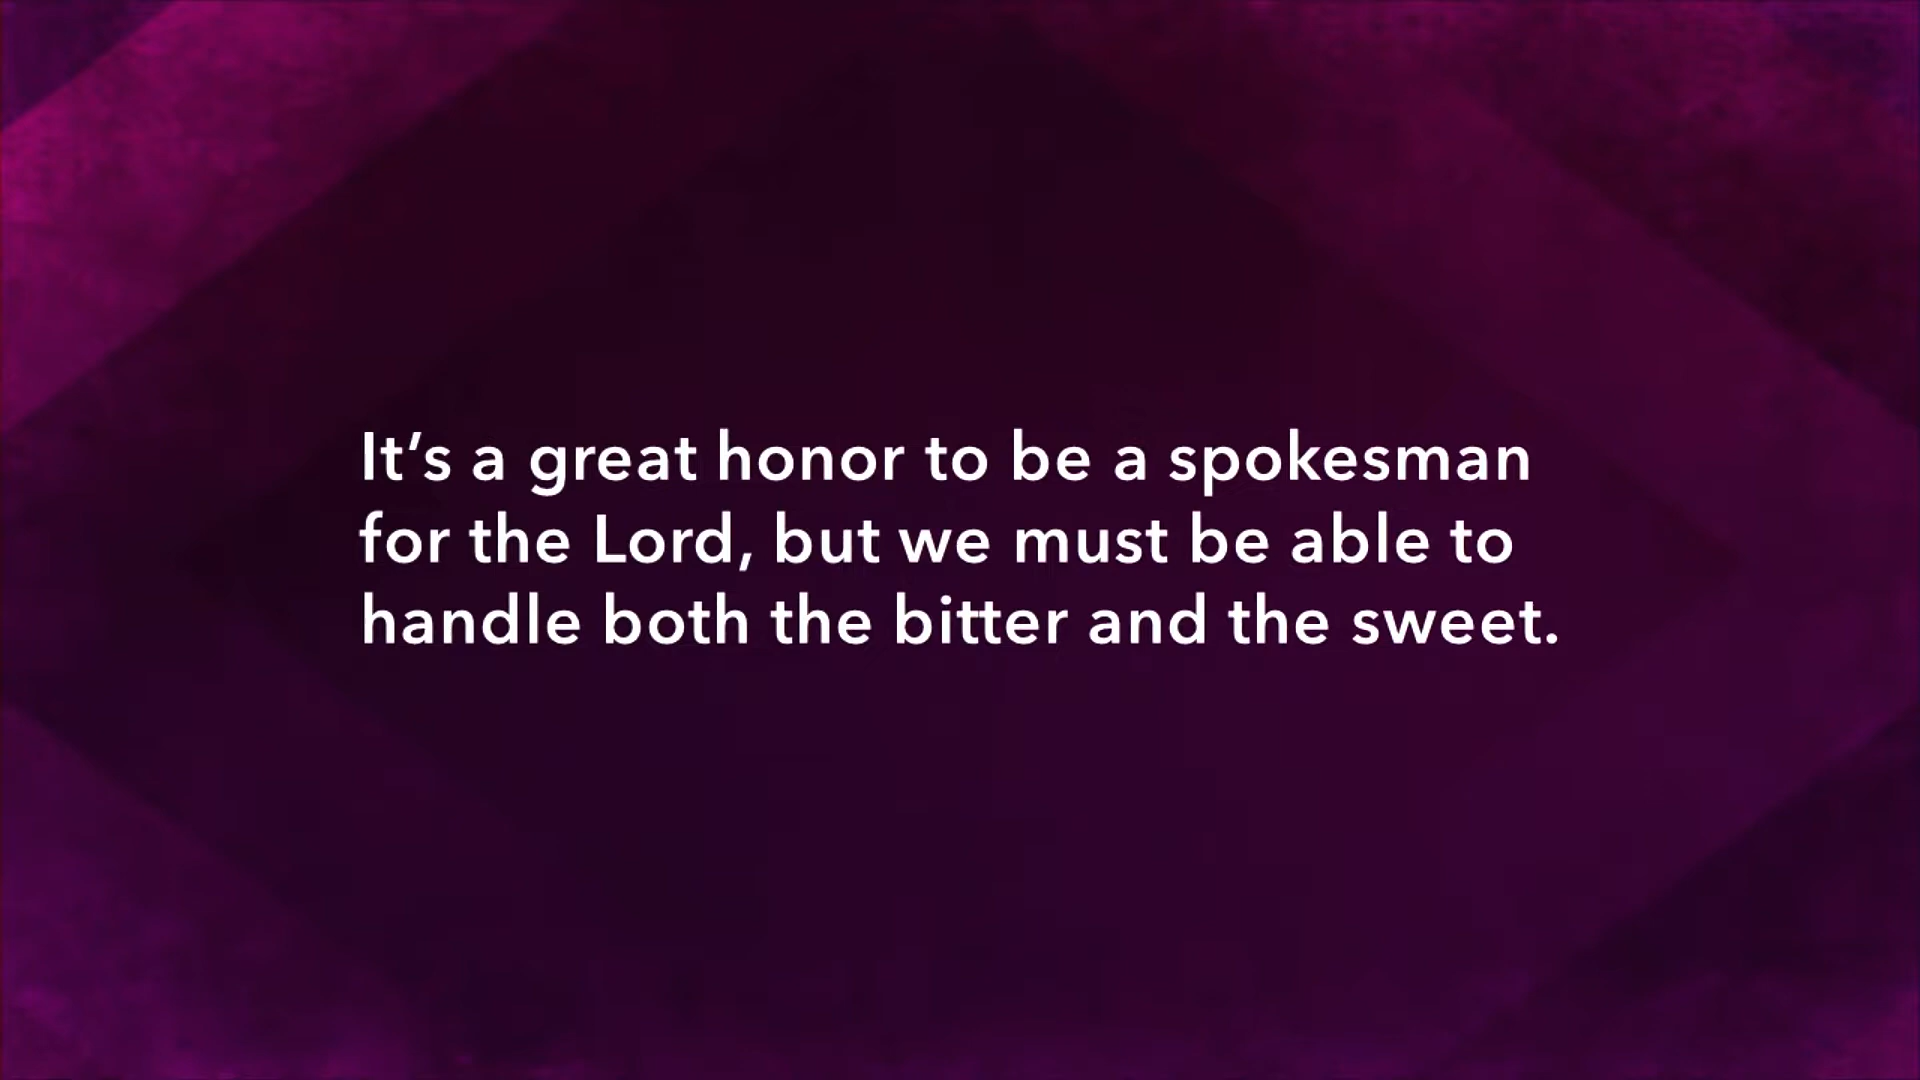 It’s a great honor to be a spokesman
for the Lord, but we must be able to
handle both the bitter and the sweet.